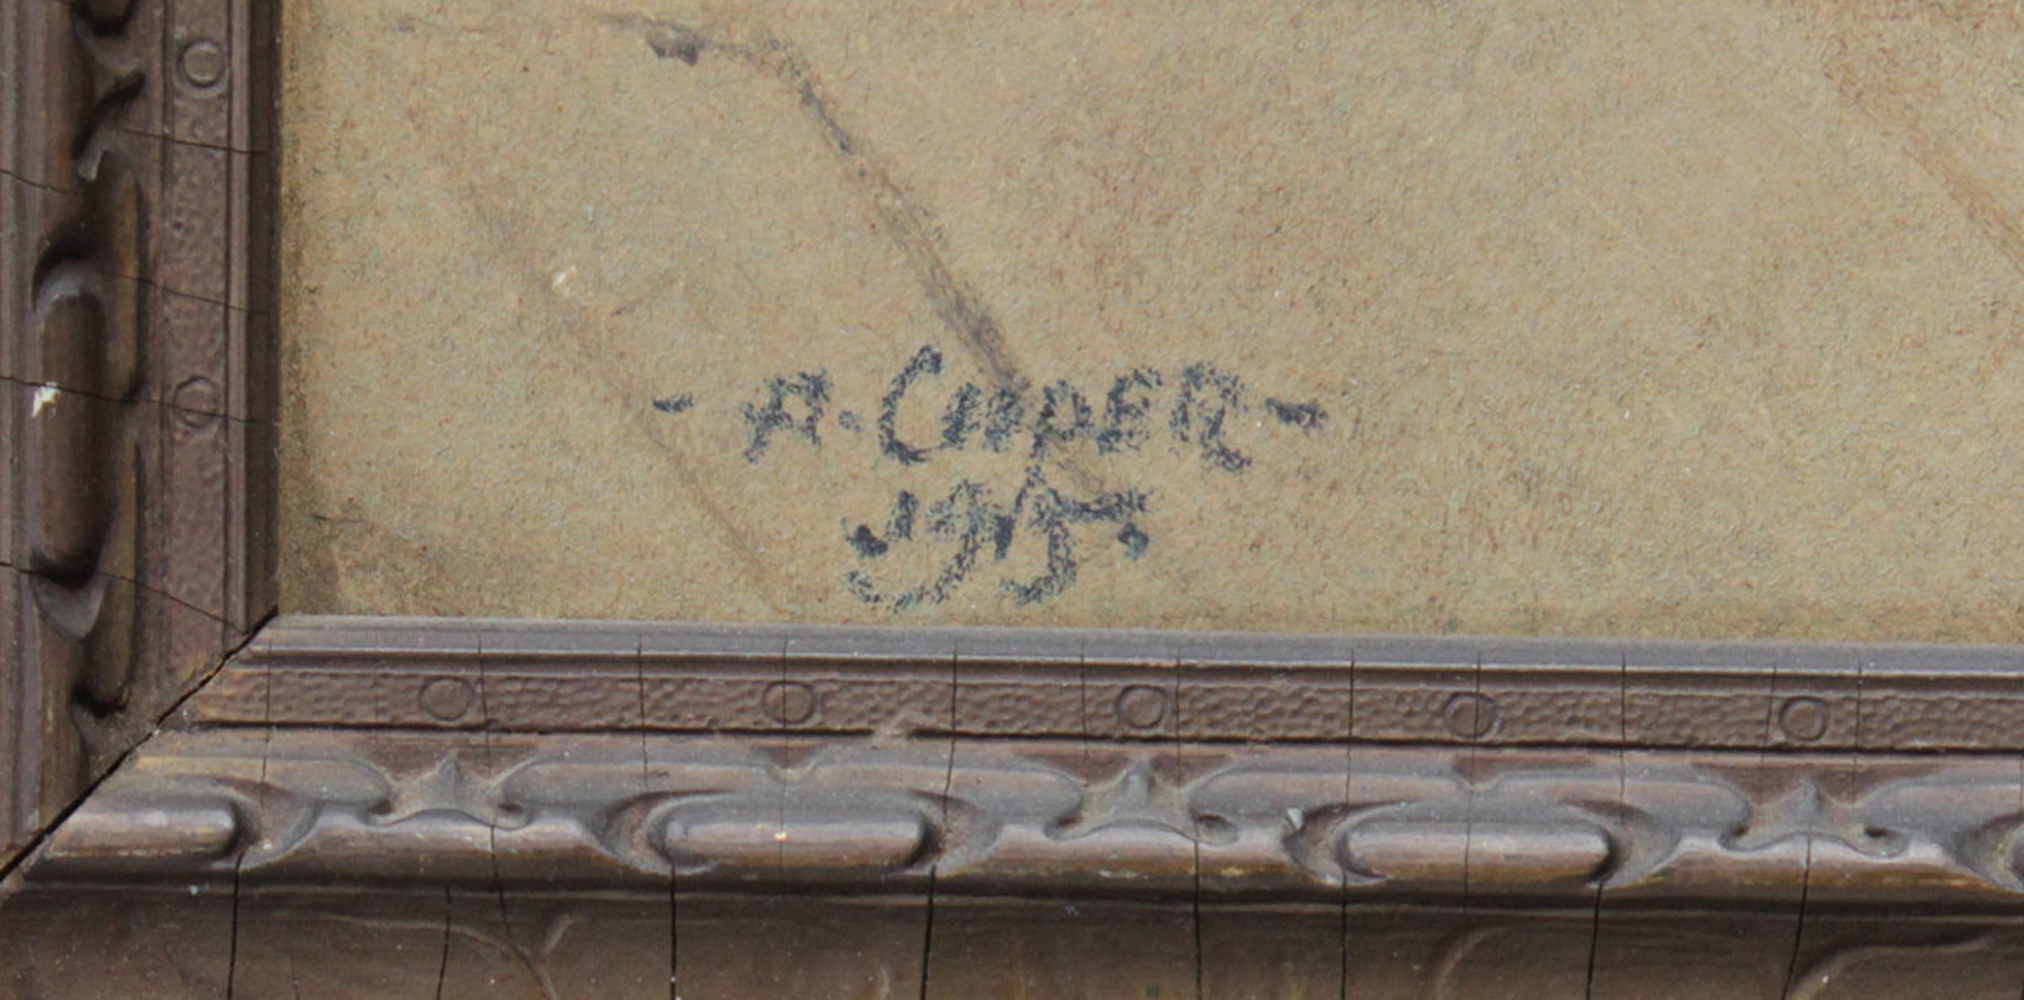 - A. COOPER -
1915.